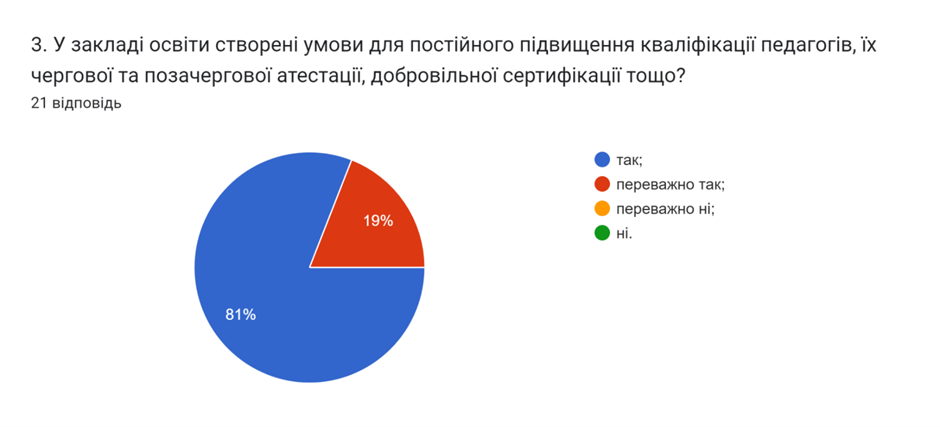 3. У закладі освіти створені умови для постійного підвищення кваліфікації педагогів, їх
чергової та позачергової атестації, добровільної сертифікації тощо?
21 відповідь
так;
переважно так;
переважно ні;
ні.
19%
81%